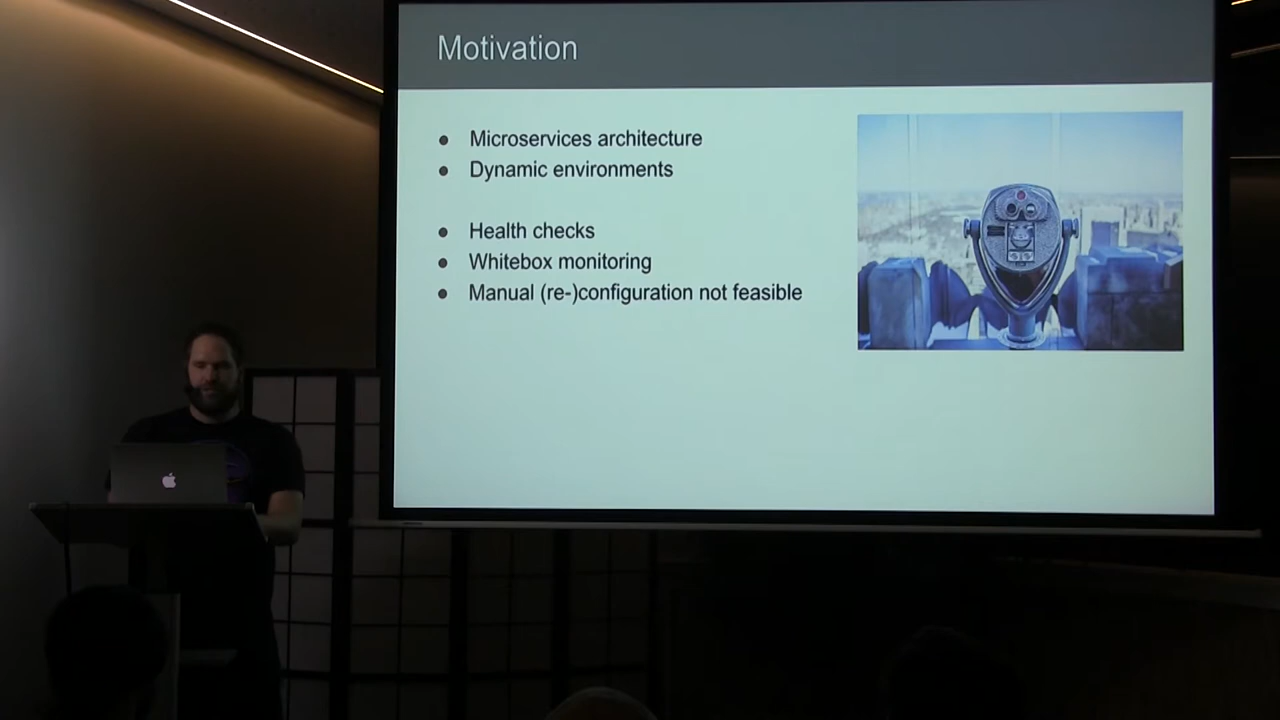 Motivation
Microservices architecture
Dynamic environments
Health checks
Whitebox monitoring
Manual (re-)configuration not feasible